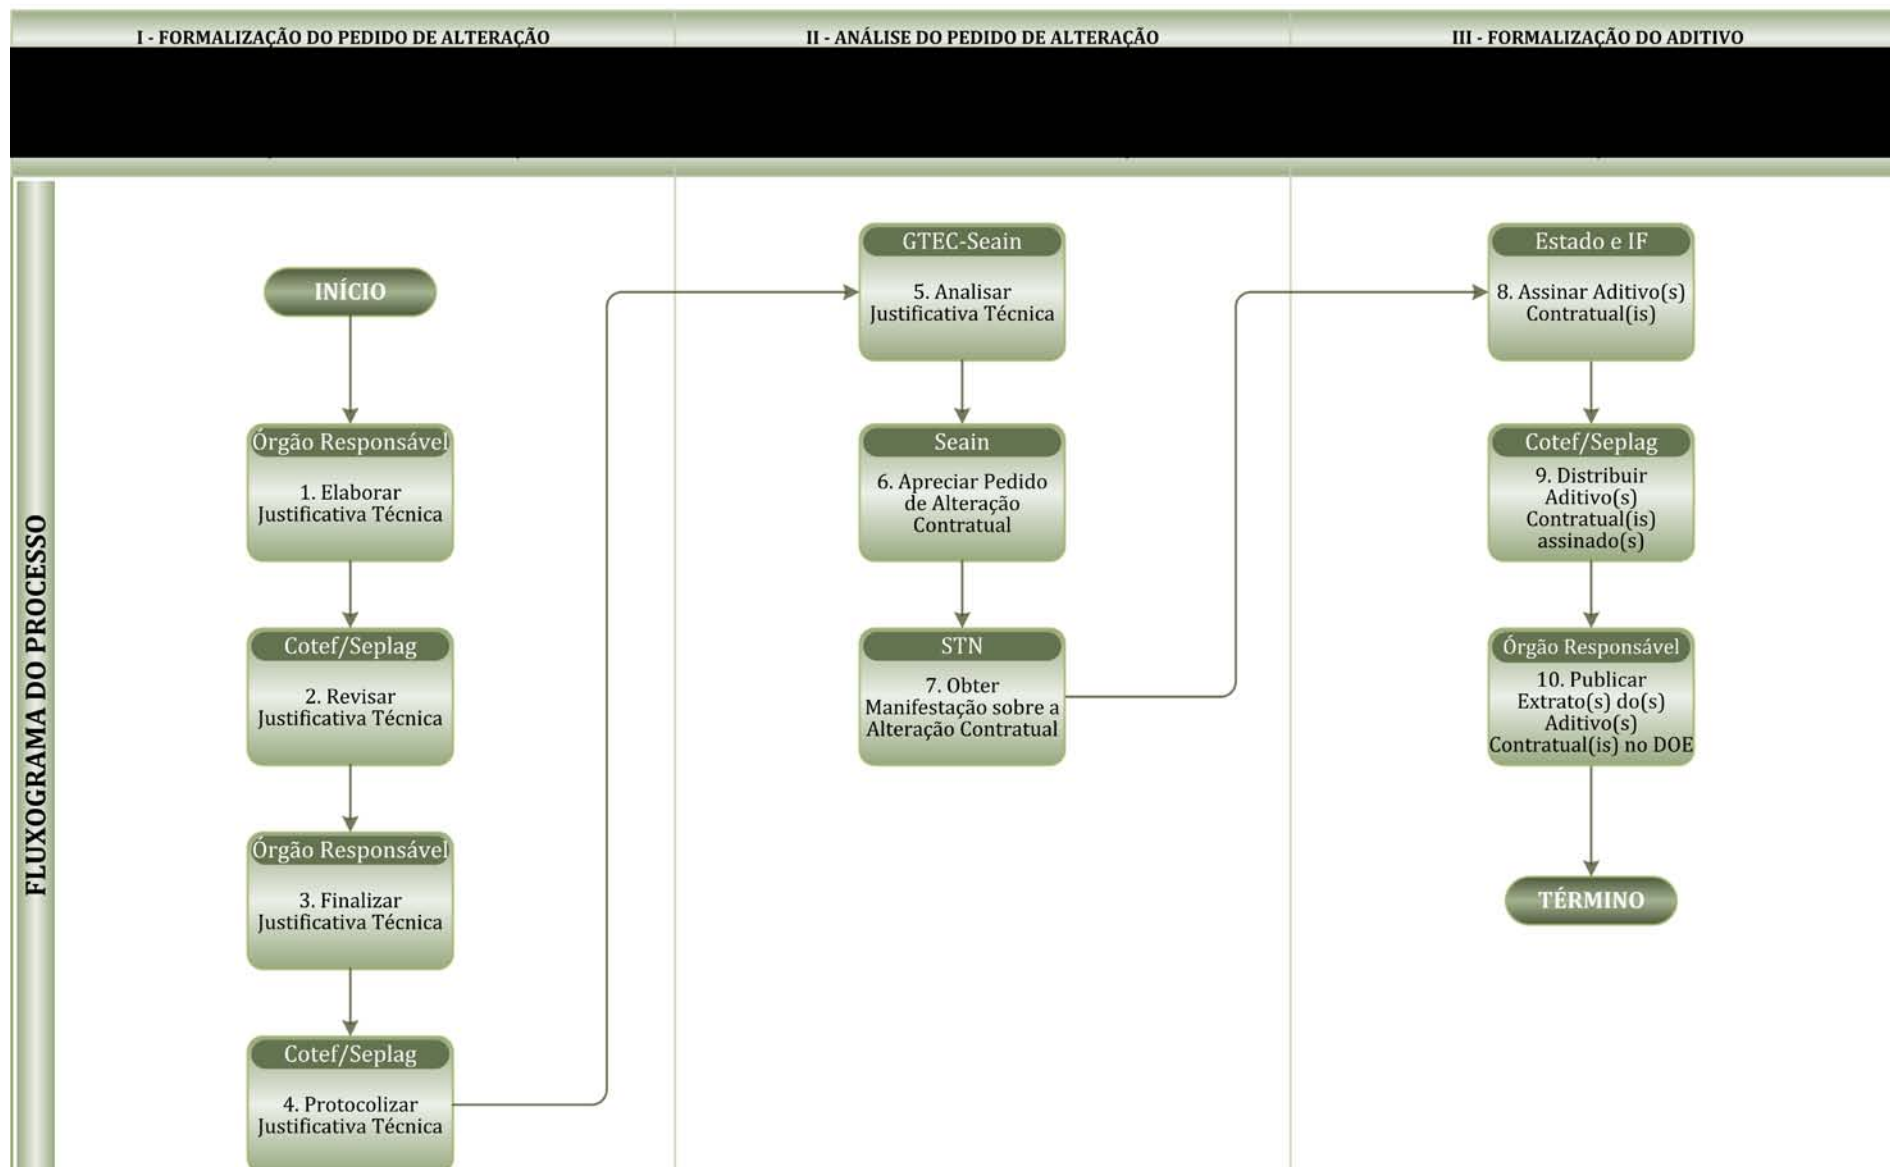 I - FORMALIZAÇÃO DO PEDIDO DE ALTERAÇÃO
II - ANÁLISE DO PEDIDO DE ALTERAÇÃO
III - FORMALIZAÇÃO DO ADITIVO
FLUXOGRAMA DO PROCESSO
INÍCIO
Órgão Responsável
1. Elaborar
Justificativa Técnica
Cotef/Seplag
2. Revisar
Justificativa Técnica
Órgão Responsável
3. Finalizar
Justificativa Técnica
Cotef/Seplag
4. Protocolizar
Justificativa Técnica
GTEC-Seain
5. Analisar
Justificativa Técnica
Seain
6. Apreciar Pedido
de Alteração
Contratual
STN
7. Obter
Manifestação sobre a
Alteração Contratual
Estado e IF
8. Assinar Aditivo(s)
Contratual(is)
Cotef/Seplag
9. Distribuir
Aditivo(s)
Contratual(is)
assinado(s)
Órgão Responsável
10. Publicar
Extrato(s) do(s)
Aditivo(s)
Contratual(is) no DOE
TÉRMINO